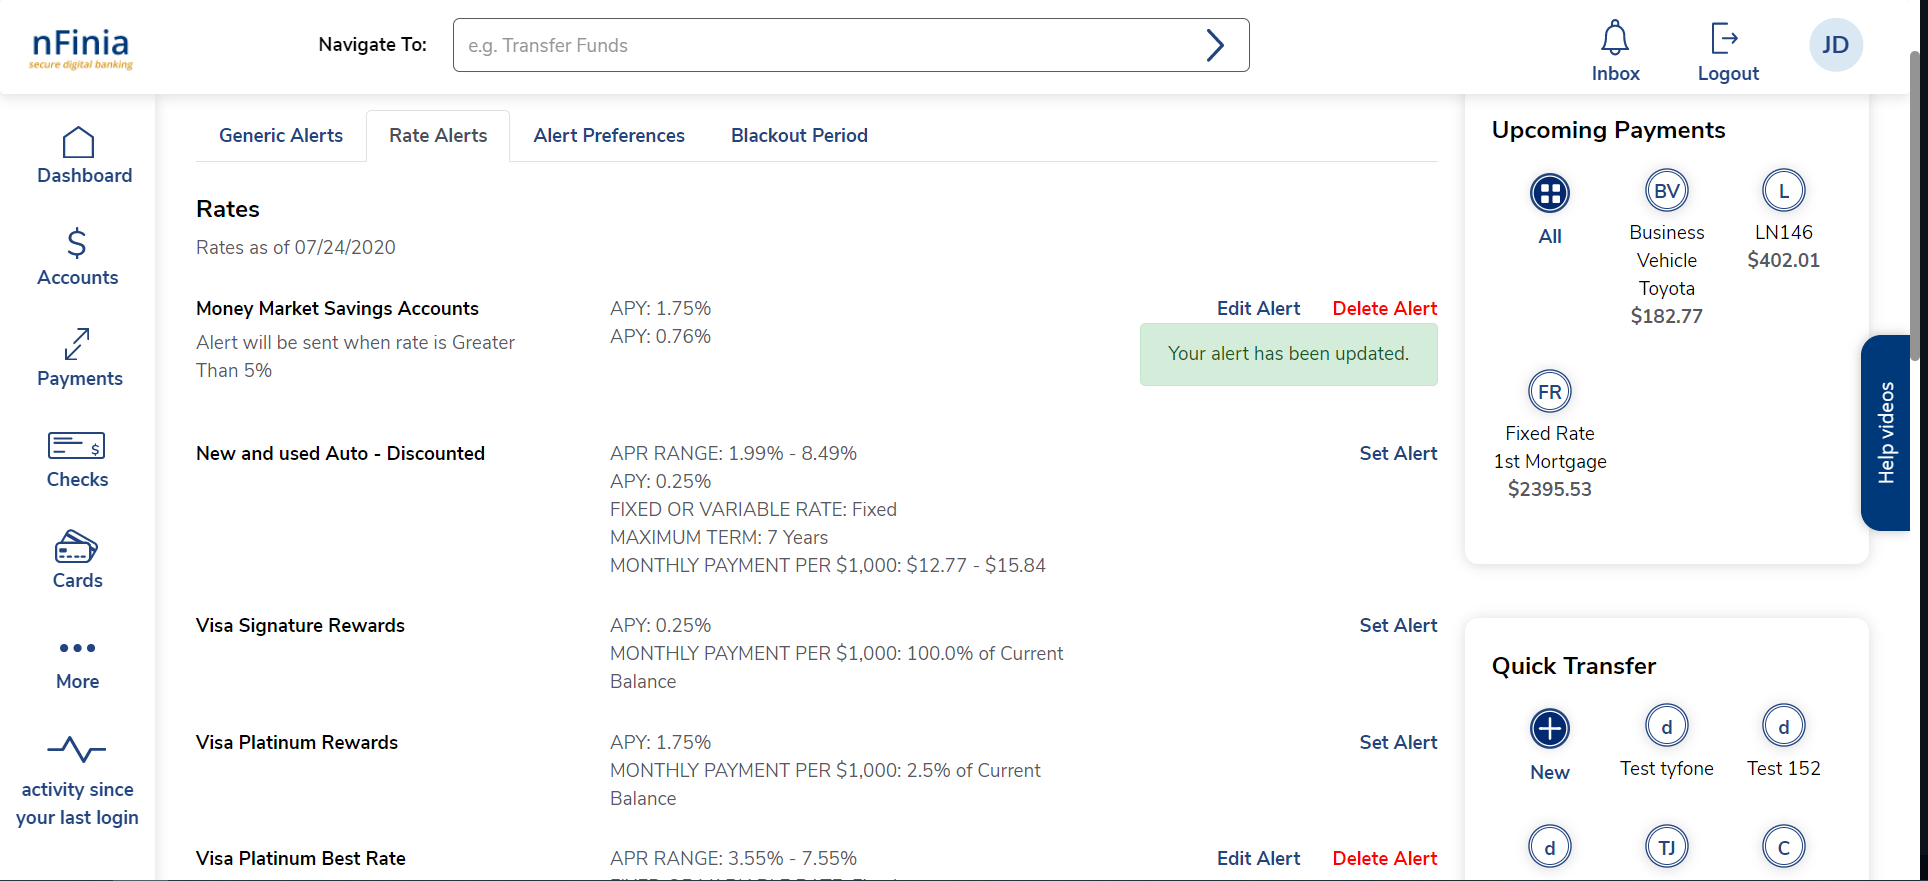 nFinia
secure digital banking
Navigate To:
e.g. Transfer Funds
Inbox
Logout
JD
Dashboard
Accounts
Payments
$
Checks
Cards
More
activity since
your last login
Generic Alerts
Rate Alerts
Alert Preferences
Blackout Period
Rates
Rates as of 07/24/2020
Money Market Savings Accounts
Alert will be sent when rate is Greater
Than 5%
APY: 1.75%
APY: 0.76%
Edit Alert
Delete Alert
Your alert has been updated.
New and used Auto - Discounted
APR RANGE: 1.99% - 8.49%
APY: 0.25%
FIXED OR VARIABLE RATE: Fixed
MAXIMUM TERM: 7 Years
MONTHLY PAYMENT PER $1,000: $12.77 - $15.84
Set Alert
Visa Signature Rewards
APY: 0.25%
MONTHLY PAYMENT PER $1,000: 100.0% of Current
Balance
Set Alert
Visa Platinum Rewards
APY: 1.75%
MONTHLY PAYMENT PER $1,000: 2.5% of Current
Balance
Set Alert
Visa Platinum Best Rate
APR RANGE: 3.55% - 7.55%
Edit Alert
Delete Alert
Upcoming Payments
All
BV
Business
Vehicle
Toyota
$182.77
L
LN146
$402.01
FR
Fixed Rate
1st Mortgage
$2395.53
Help videos
Quick Transfer
New
d
Test tyfone
d
Test 152
d
TJ
C